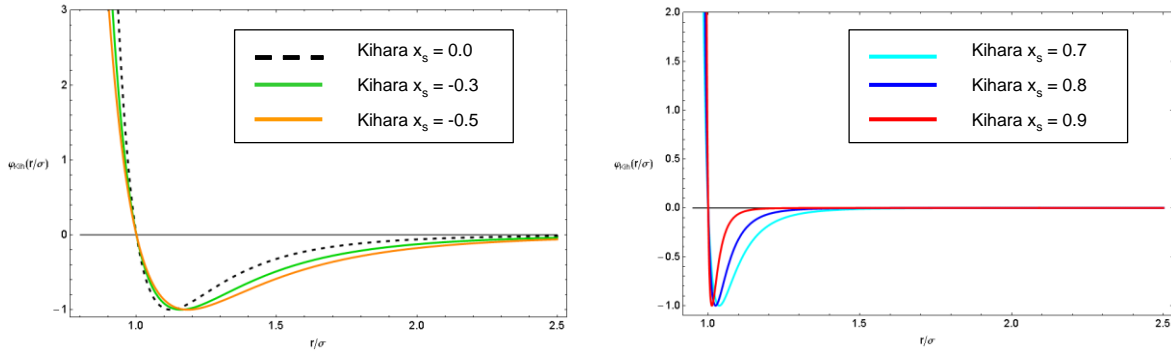 3
2
1
0
−1
φKih(r/σ)
1.0
1.5
2.0
2.5
r/σ
Kihara xs = 0.0
Kihara xs = -0.3
Kihara xs = -0.5
2.0
1.5
1.0
0.5
0.0
−0.5
−1.0
φKih(r/σ)
1.0
1.5
2.0
2.5
r/σ
Kihara xs = 0.7
Kihara xs = 0.8
Kihara xs = 0.9